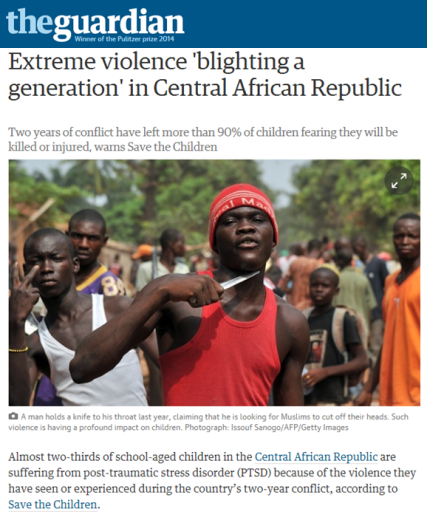 theguardian
Winner of the Pulitzer prize 2014
Extreme violence 'blighting a
generation' in Central African Republic
Two years of conflict have left more than 90% of children fearing they will be
killed or injured, warns Save the Children
A man holds a knife to his throat last year, claiming that he is looking for Muslims to cut off their heads. Such
violence is having a profound impact on children. Photograph: Issouf Sanogo/AFP/Getty Images
Almost two-thirds of school-aged children in the Central African Republic are
suffering from post-traumatic stress disorder (PTSD) because of the violence they
have seen or experienced during the country's two-year conflict, according to
Save the Children.